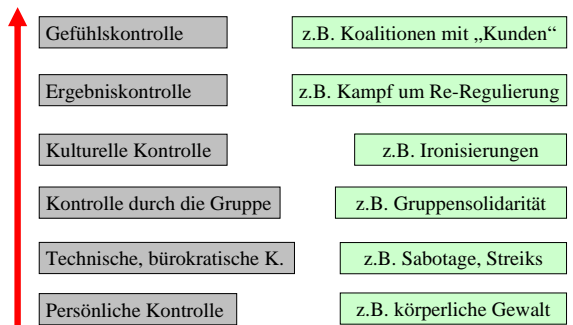 Gefühlskontrolle z.B. Koalitionen mit „Kunden“
Ergebniskontrolle z.B. Kampf um Re-Regulierung
Kulturelle Kontrolle z.B. Ironisierungen
Kontrolle durch die Gruppe z.B. Gruppensolidarität
Technische, bürokratische K. z.B. Sabotage, Streiks
Persönliche Kontrolle z.B. körperliche Gewalt